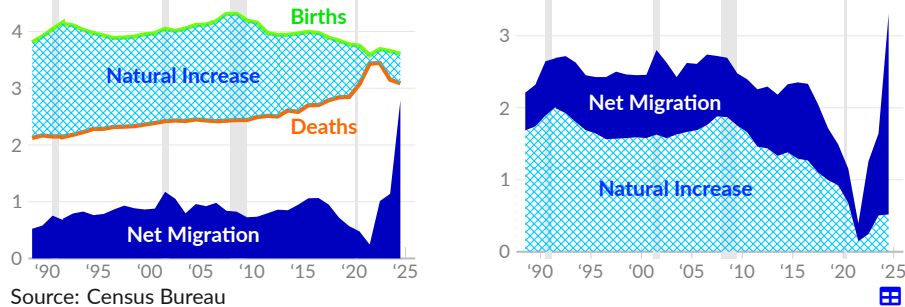 Births
4
Natural Increase
3
Deaths
2
1
Net Migration
0
‘90 ‘95 ‘00 ‘05 ‘10 ‘15 ‘20 ‘25
3
Net Migration
2
Natural Increase
1
0
‘90 ‘95 ‘00 ‘05 ‘10 ‘15 ‘20 ‘25
Source: Census Bureau